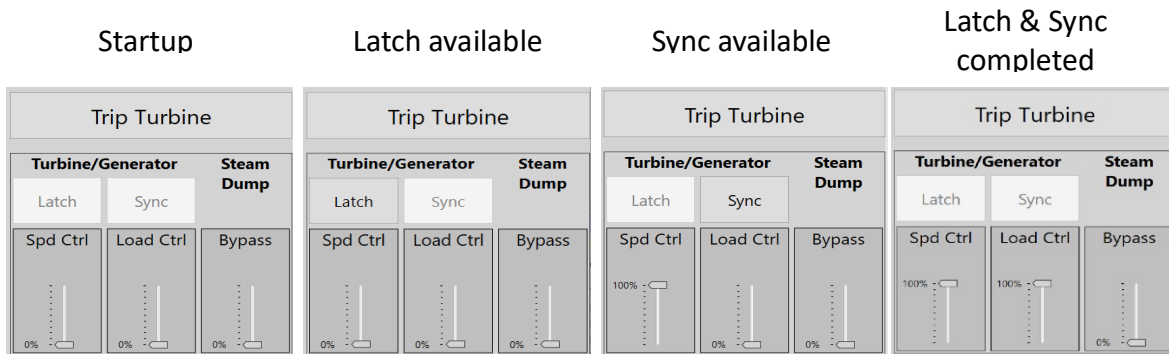 Startup
Latch available
Sync available
Latch & Sync
completed
Trip Turbine
Turbine/Generator
Steam
Dump
Latch
Sync
Spd Ctrl
Load Ctrl
Bypass
0%
0%
0%
Trip Turbine
Turbine/Generator
Steam
Dump
Latch
Sync
Spd Ctrl
Load Ctrl
Bypass
0%
0%
0%
Trip Turbine
Turbine/Generator
Steam
Dump
Latch
Sync
Spd Ctrl
Load Ctrl
Bypass
100%
0%
0%
Trip Turbine
Turbine/Generator
Steam
Dump
Latch
Sync
Spd Ctrl
Load Ctrl
Bypass
100%
100%
0%